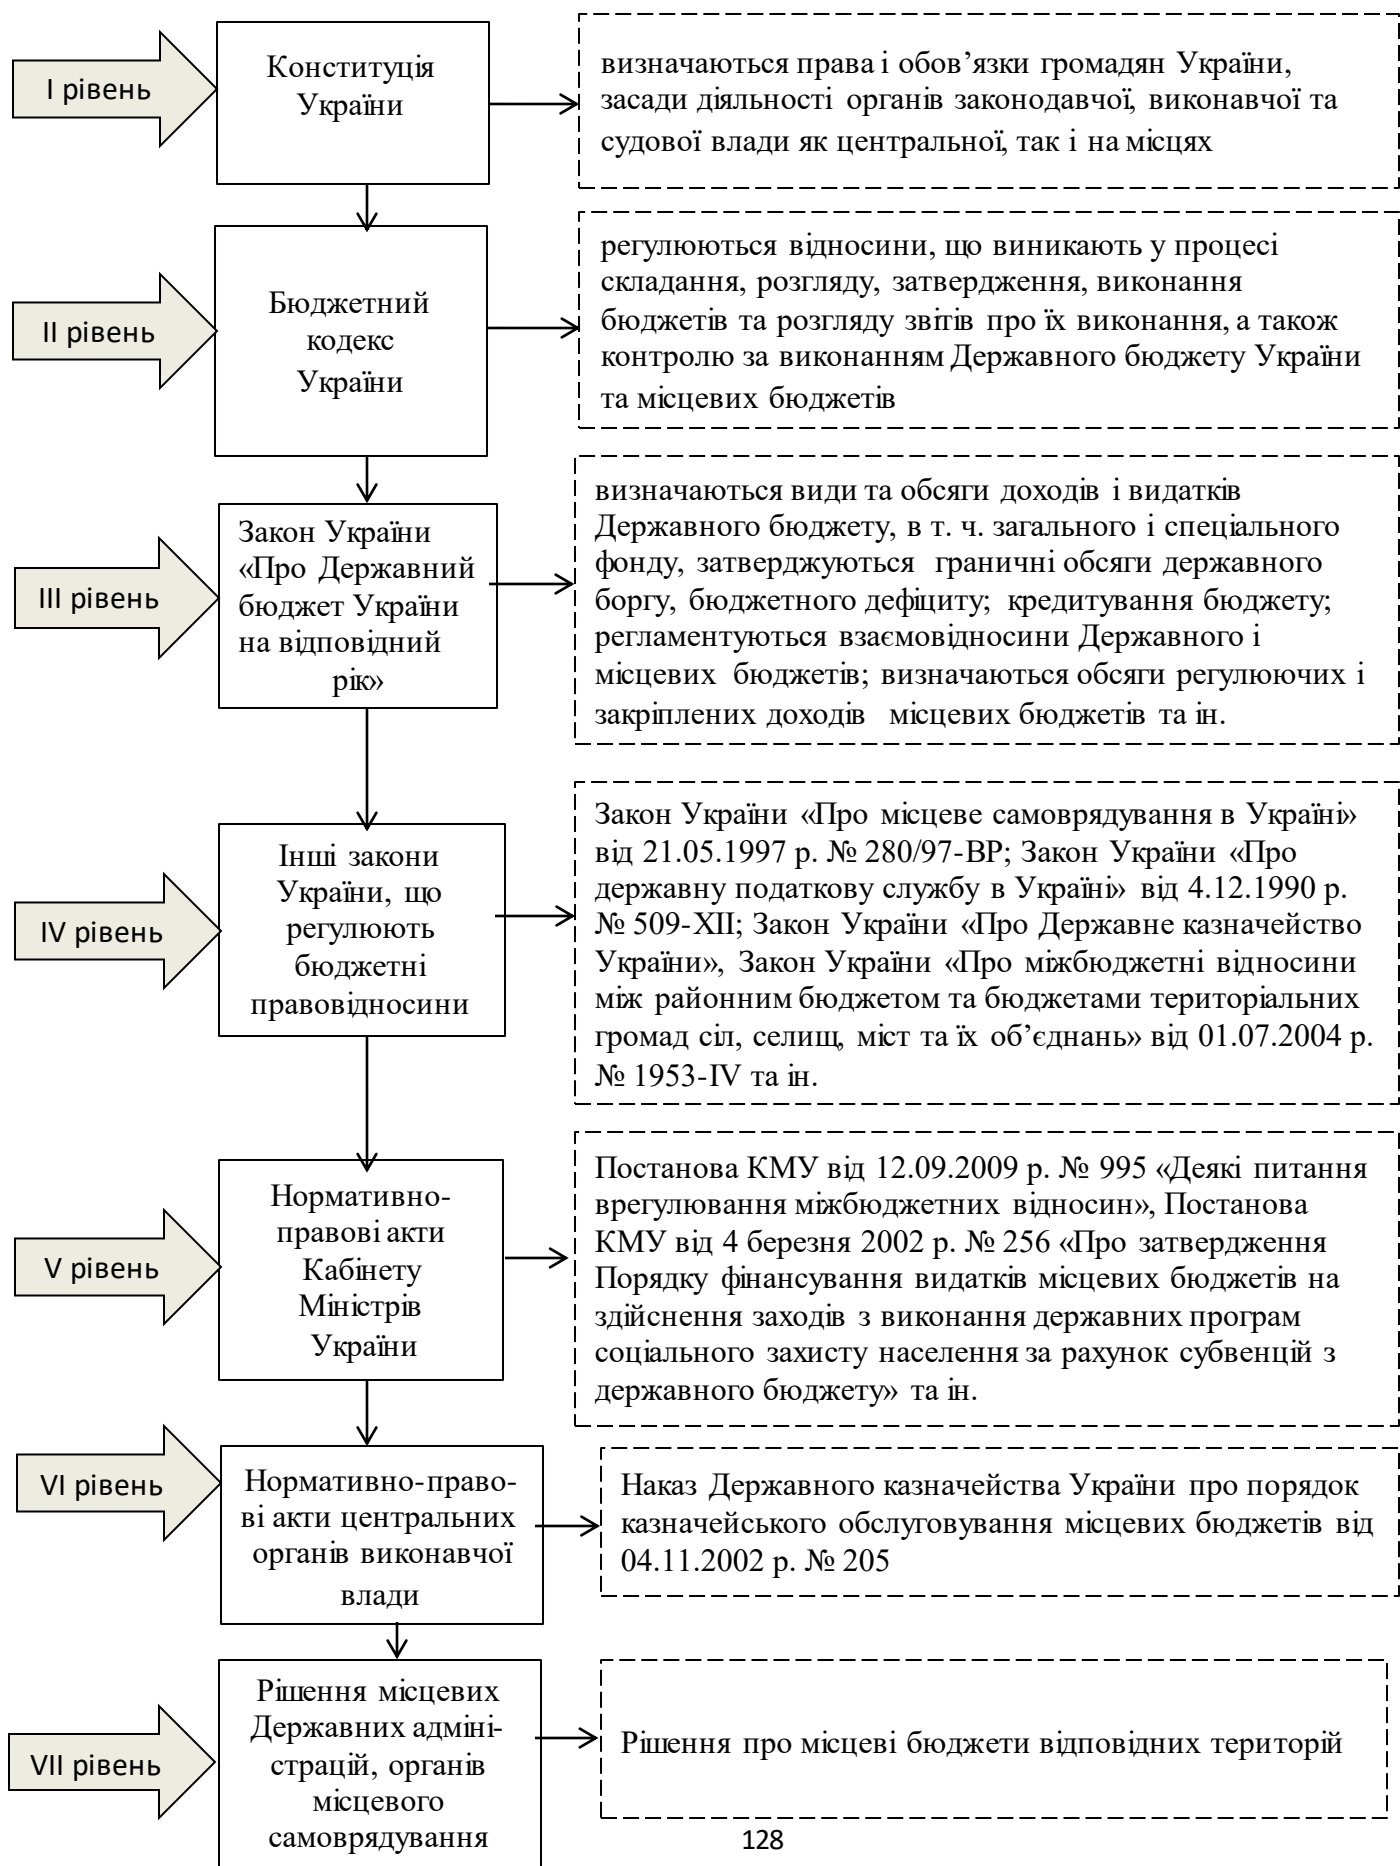 І рівень
Конституція
України
визначаються права і обов’язки громадян України,
засади діяльності органів законодавчої, виконавчої та
судової влади як центральної, так і на місцях
ІІ рівень
Бюджетний
кодекс
України
регулюються відносини, що виникають у процесі
складання, розгляду, затвердження, виконання
бюджетів та розгляду звітів про їх виконання, а також
контролю за виконанням Державного бюджету України
та місцевих бюджетів
ІІІ рівень
Закон України
«Про Державний
бюджет України
на відповідний
рік»
визначаються види та обсяги доходів і видатків
Державного бюджету, в т. ч. загального і спеціального
фонду, затверджуються граничні обсяги державного
боргу, бюджетного дефіциту; кредитування бюджету;
регламентуються взаємовідносини Державного і
місцевих бюджетів; визначаються обсяги регулюючих і
закріплених доходів місцевих бюджетів та ін.
IV рівень
Інші закони
України, що
регулюють
бюджетні
правовідносини
Закон України «Про місцеве самоврядування в Україні»
від 21.05.1997 р. № 280/97-ВР; Закон України «Про
державну податкову службу в Україні» від 4.12.1990 р.
№ 509-XII; Закон України «Про Державне казначейство
України», Закон України «Про міжбюджетні відносини
між районним бюджетом та бюджетами територіальних
громад сіл, селищ, міст та їх об’єднань» від 01.07.2004 р.
№ 1953-IV та ін.
V рівень
Нормативно-
правові акти
Кабінету
Міністрів
України
Постанова КМУ від 12.09.2009 р. № 995 «Деякі питання
врегулювання міжбюджетних відносин», Постанова
КМУ від 4 березня 2002 р. № 256 «Про затвердження
Порядку фінансування видатків місцевих бюджетів на
здійснення заходів з виконання державних програм
соціального захисту населення за рахунок субвенцій з
державного бюджету» та ін.
VI рівень
Нормативно-право-
ві акти центральних
органів виконавчої
влади
Наказ Державного казначейства України про порядок
казначейського обслуговування місцевих бюджетів від
04.11.2002 р. № 205
VII рівень
Рішення місцевих
Державних адміні-
страцій, органів
місцевого
самоврядування
Рішення про місцеві бюджети відповідних територій
128